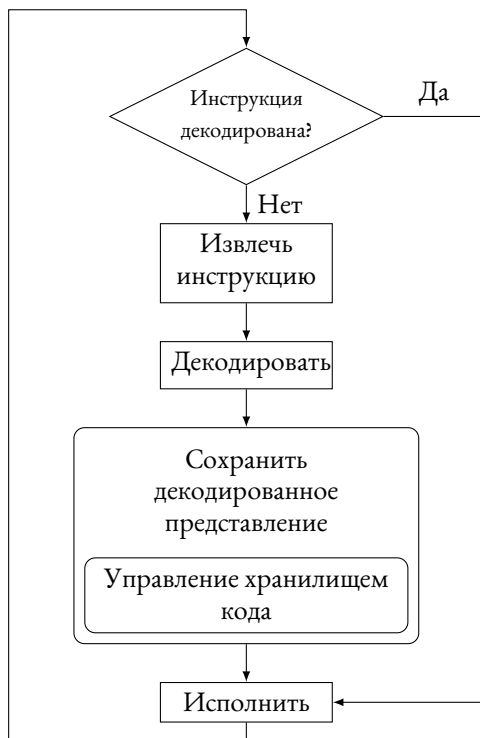 Инструкция
декодирована?
Да
Нет
Извлечь
инструкцию
Декодировать
Сохранить
декодированное
представление
Управление хранилищем
кода
Исполнить